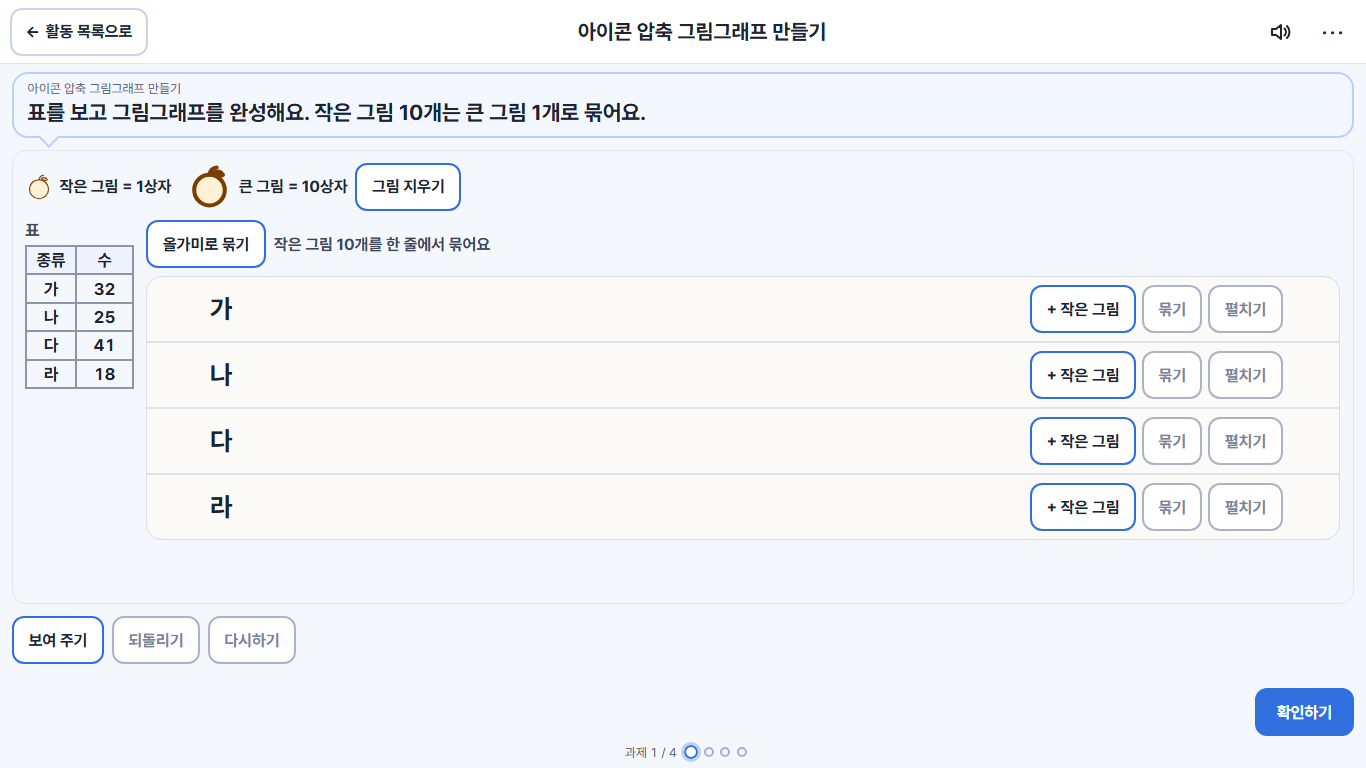 ← 활동 목록으로
아이콘 압축 그림그래프 만들기
...
아이콘 압축 그림그래프 만들기
표를 보고 그림그래프를 완성해요. 작은 그림 10개는 큰 그림 1개로 묶어요.
작은 그림 = 1상자 큰 그림 = 10상자 그림 지우기
표
종류 수
가 32
나 25
다 41
라 18
올가미로 묶기 작은 그림 10개를 한 줄에서 묶어요
가 + 작은 그림 묶기 펼치기
나 + 작은 그림 묶기 펼치기
다 + 작은 그림 묶기 펼치기
라 + 작은 그림 묶기 펼치기
보여 주기 되돌리기 다시하기
확인하기
과제 1 / 4